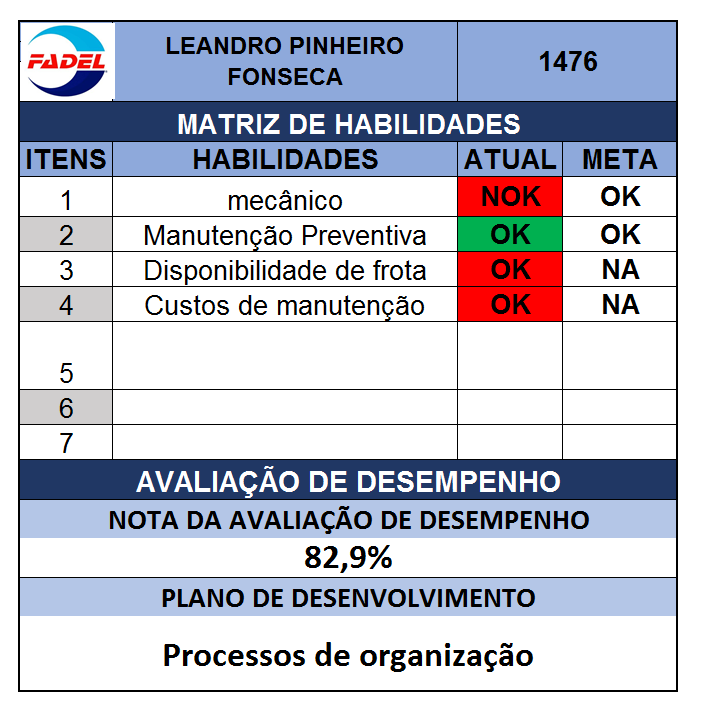 FADEL
LEANDRO PINHEIRO
FONSECA
1476
MATRIZ DE HABILIDADES
ITENS HABILIDADES ATUAL META
1 mecânico NOK OK
2 Manutenção Preventiva OK OK
3 Disponibilidade de frota OK NA
4 Custos de manutenção OK NA
5
6
7
AVALIAÇÃO DE DESEMPENHO
NOTA DA AVALIAÇÃO DE DESEMPENHO
82,9%
PLANO DE DESENVOLVIMENTO
Processos de organização